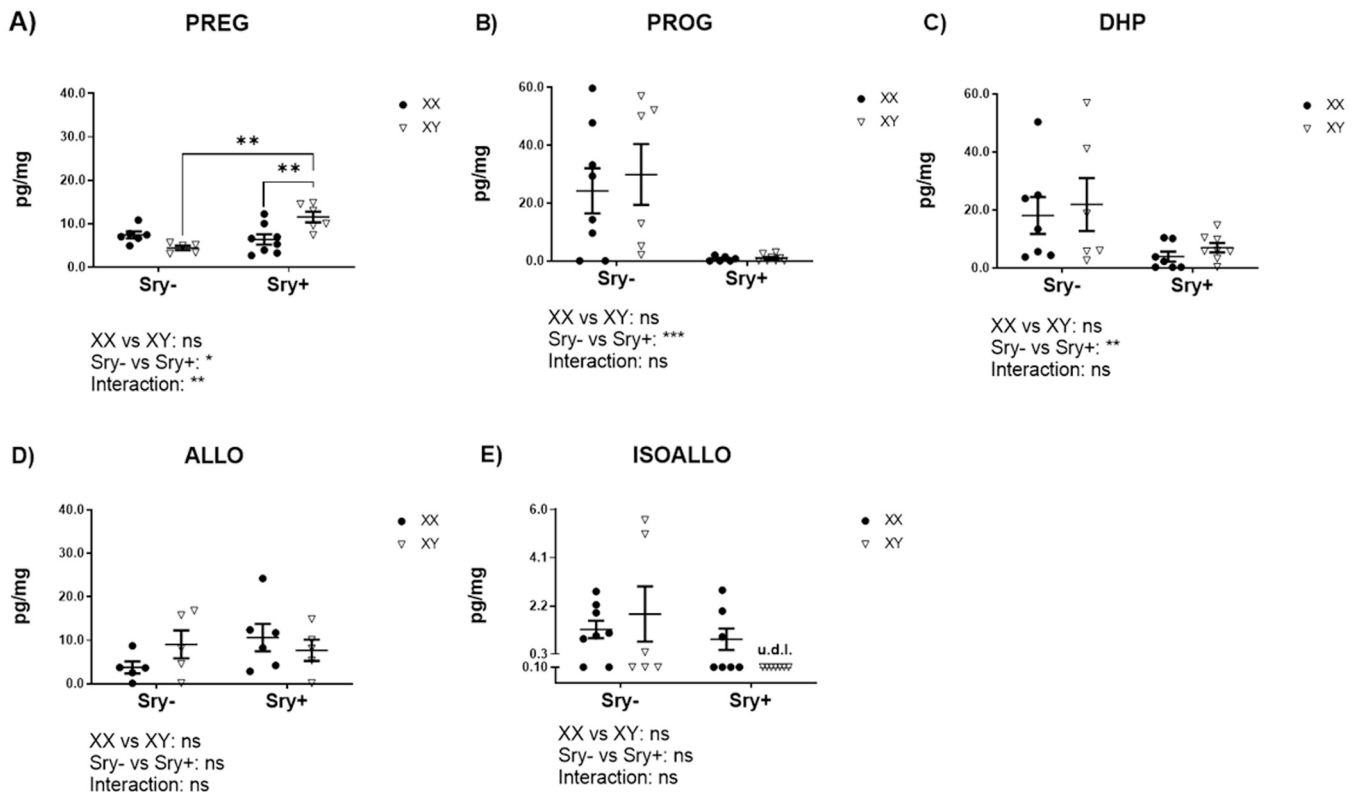 A)
PREG
pg/mg
40.0
30.0
20.0
10.0
0.0
**
**
Sry-
Sry+
XX
XY
XX vs XY: ns
Sry- vs Sry+: *
Interaction: **
B)
PROG
pg/mg
60.0
40.0
20.0
0.0
Sry-
Sry+
XX
XY
XX vs XY: ns
Sry- vs Sry+: ***
Interaction: ns
C)
DHP
pg/mg
60.0
40.0
20.0
0.0
Sry-
Sry+
XX
XY
XX vs XY: ns
Sry- vs Sry+: **
Interaction: ns
D)
ALLO
pg/mg
40.0
30.0
20.0
10.0
0.0
Sry-
Sry+
XX
XY
XX vs XY: ns
Sry- vs Sry+: ns
Interaction: ns
E)
ISOALLO
pg/mg
6.0
4.1
2.2
0.3
0.10
u.d.l.
Sry-
Sry+
XX
XY
XX vs XY: ns
Sry- vs Sry+: ns
Interaction: ns